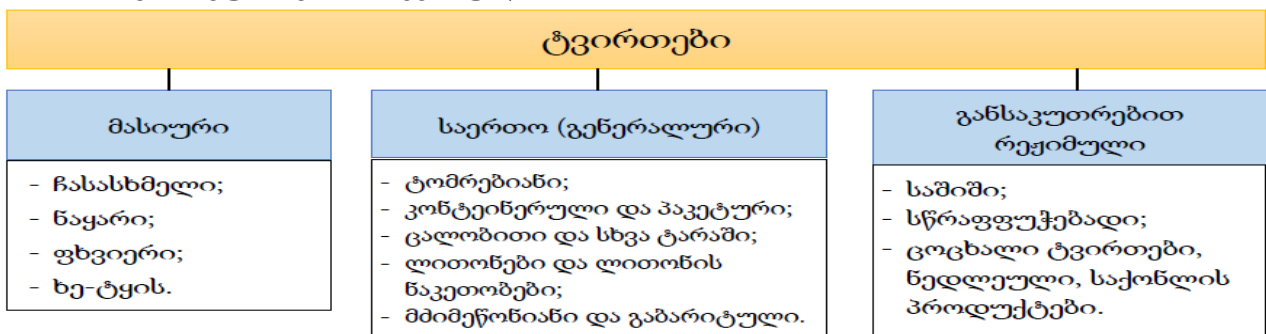 ტვირთები
მასიური
- ჩასასხმელი;
- ნაყარი;
- ფხვიერი;
- ხე-ტყის.
საერთო (გენერალური)
- ტომრებიანი;
- კონტეინერული და პაკეტური;
- ცალობითი და სხვა ტარაში;
- ლითონები და ლითონის
ნაკეთობები;
- მძიმეწონიანი და გაბარიტული.
განსაკუთრებით
რეჟიმული
- საშიში;
- სწრაფფუჭებადი;
- ცოცხალი ტვირთები,
ნედლეული, საქონლის
პროდუქტები.